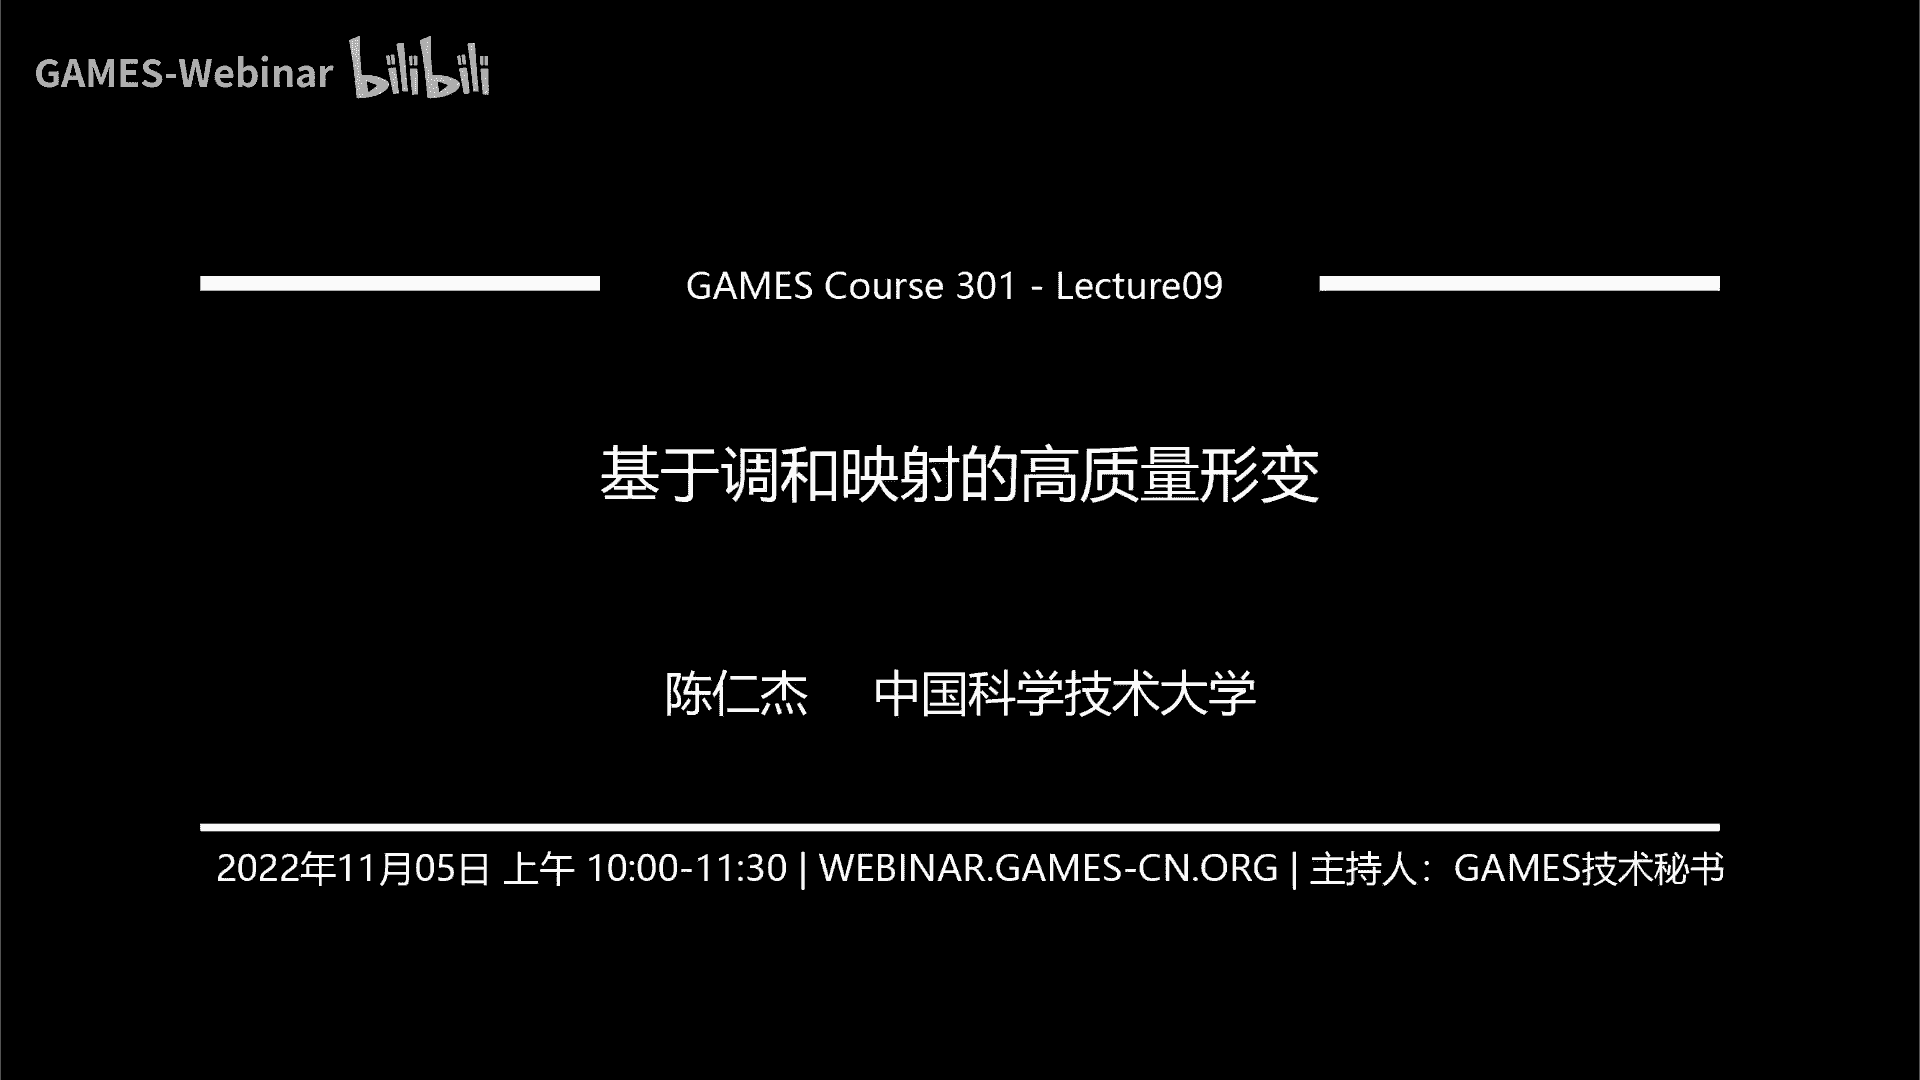 GAMES-Webinar bilibili
GAMES Course 301 - Lecture09
基于调和映射的高质量形变
陈仁杰 中国科学技术大学
2022年11月05日 上午 10:00-11:30 | WEBINAR.GAMES-CN.ORG | 主持人：GAMES技术秘书